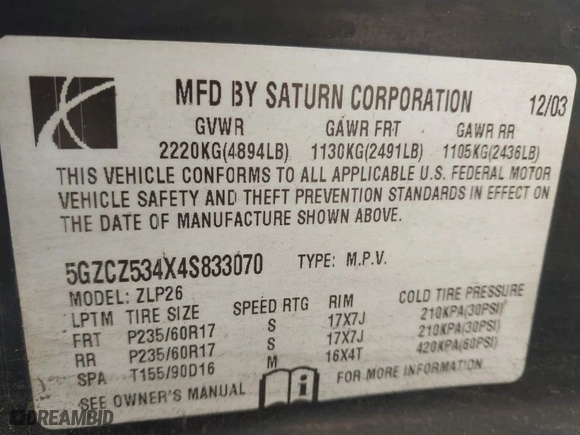 MFD BY SATURN CORPORATION 12/03
GVWR GAWR FRT GAWR RR
2220KG(4894LB) 1130KG(2491LB) 1105KG(2436LB)
THIS VEHICLE CONFORMS TO ALL APPLICABLE U.S. FEDERAL MOTOR
VEHICLE SAFETY AND THEFT PREVENTION STANDARDS IN EFFECT ON
THE DATE OF MANUFACTURE SHOWN ABOVE.
5GZCZ534X4S833070 TYPE: M.P.V.
MODEL: ZLP26
LPTM TIRE SIZE SPEED RTG RIM COLD TIRE PRESSURE
FRT P235/60R17 S 17X7J 210KPA(30PSI)
RR P235/60R17 S 17X7J 210KPA(30PSI)
SPA T155/90D16 M 16X4T 420KPA(60PSI)
SEE OWNER'S MANUAL FOR MORE INFORMATION
DREAMBID